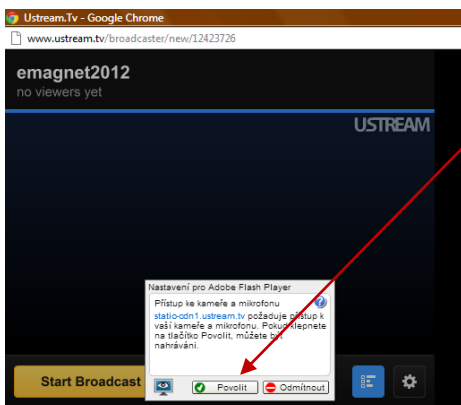 Ustream.Tv - Google Chrome
www.ustream.tv/broadcaster/new/12423726
emagnet2012
no viewers yet
USTREAM
Nastavení pro Adobe Flash Player
Přístup ke kameře a mikrofonu
static-cdn1.ustream.tv požaduje přístup k
vaší kameře a mikrofonu. Pokud klepnete
na tlačítko Povolit, můžete být
nahráváni.
Povolit
Odmítnout
Start Broadcast